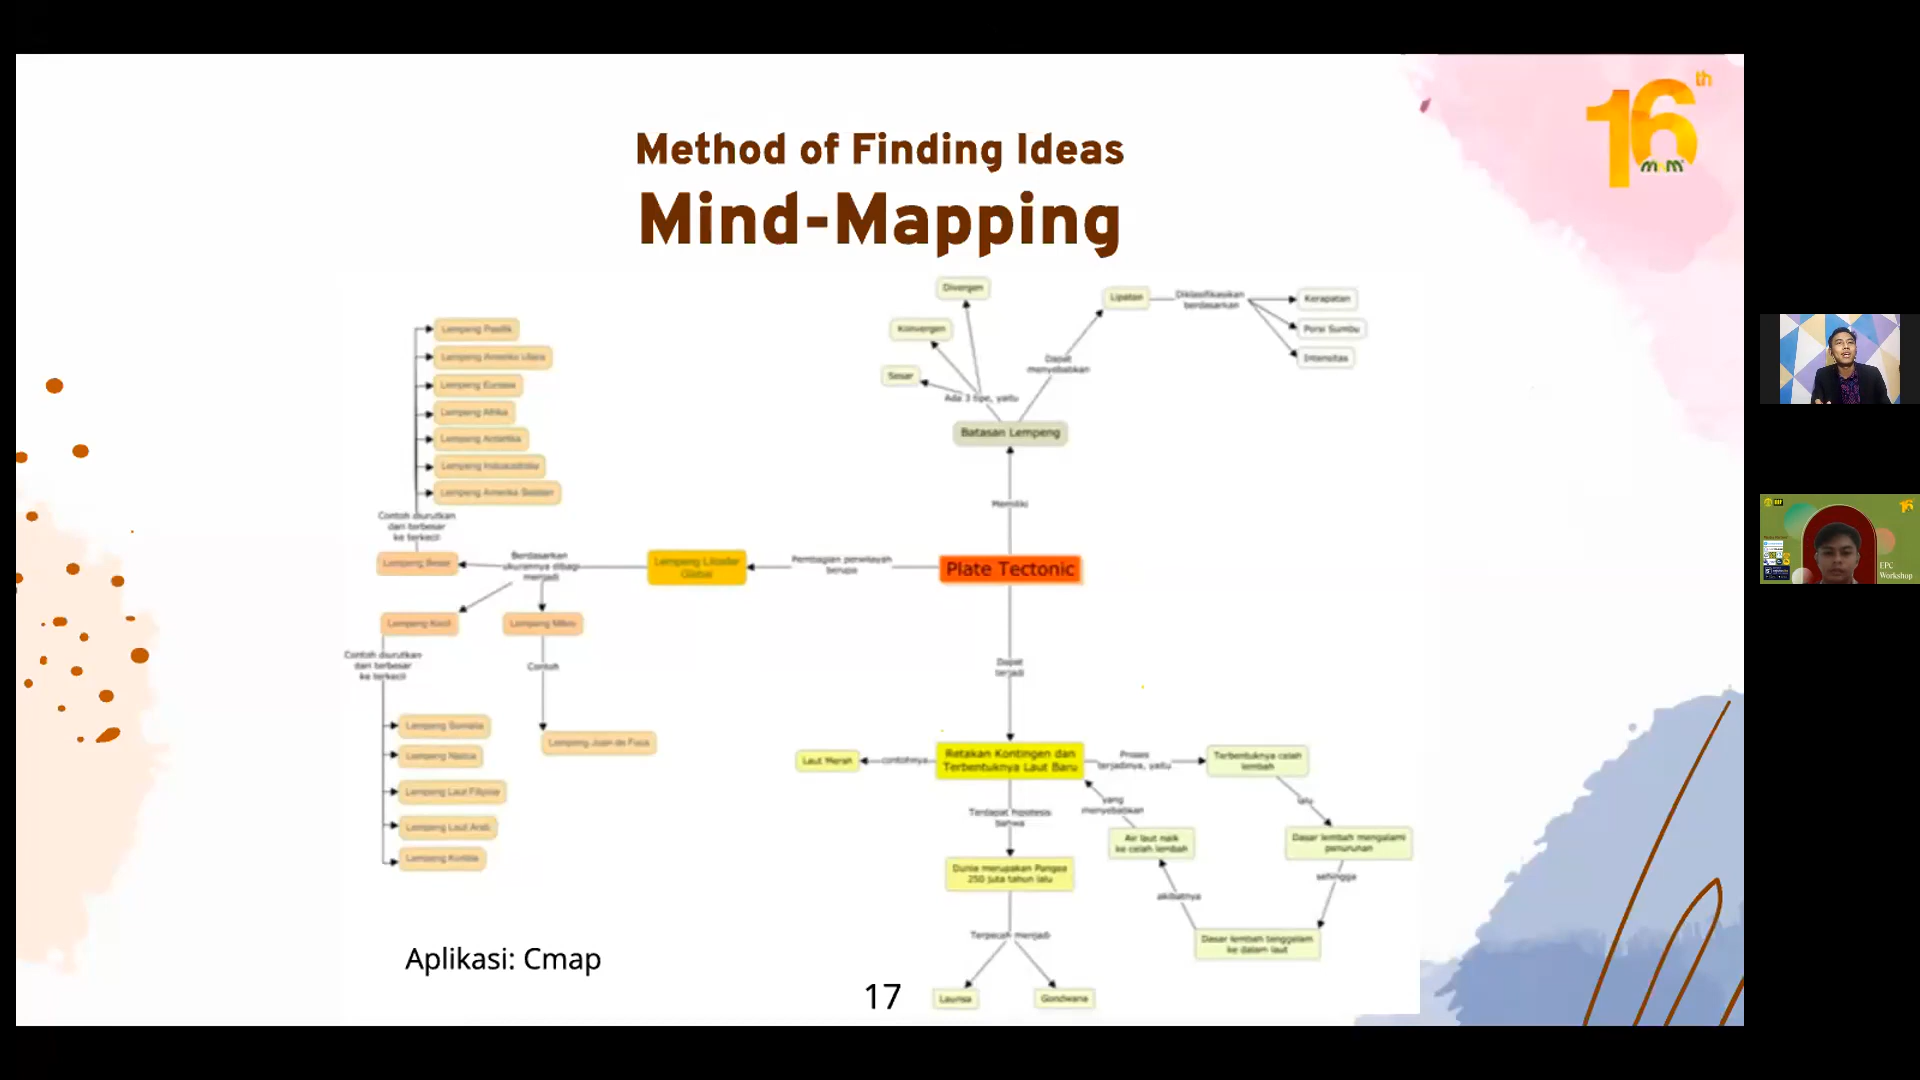 16th
Method of Finding Ideas
Mind-Mapping
Divergen
Konvergen
Sesar
Ada 3 tipe, yaitu
Dapat
menyebabkan
Lipatan
Diklasifikasikan
berdasarkan
Kerapatan
Porsi Sumbu
Intensitas
Batasan Lempeng
Memiliki
Plate Tectonic
Pembagian perwilayah
berupa
Lempeng Litosfer
Global
Berdasarkan
ukurannya dibagi
menjadi
Lempeng Besar
Contoh diurutkan
dari terbesar
ke terkecil
Lempeng Pasifik
Lempeng Amerika Utara
Lempeng Eurasia
Lempeng Afrika
Lempeng Antartika
Lempeng
Lempeng Amerika Selatan
Lempeng Kecil
Contoh diurutkan
dari terbesar
ke terkecil
Lempeng Somalia
Lempeng Nazca
Lempeng Laut Filipina
Lempeng Laut Arab
Lempeng
Lempeng Mikro
Contoh
Lempeng Juan de Fuca
Dapat
terjadi
Retakan Kontingen dan
Terbentuknya Laut Baru
contohnya
Laut Merah
Proses
terjadinya, yaitu
Terbentuknya celah
lembah
lalu
Dasar lembah mengalami
penurunan
sehingga
Dasar lembah tenggelam
ke dalam laut
akibatnya
Air laut naik
ke celah lembah
yang
menyebabkan
Terdapat hipotesis
bahwa
Dunia merupakan Pangea
250 juta tahun lalu
Terpecah menjadi
Gondwana
Aplikasi: Cmap
17
EPC
Workshop